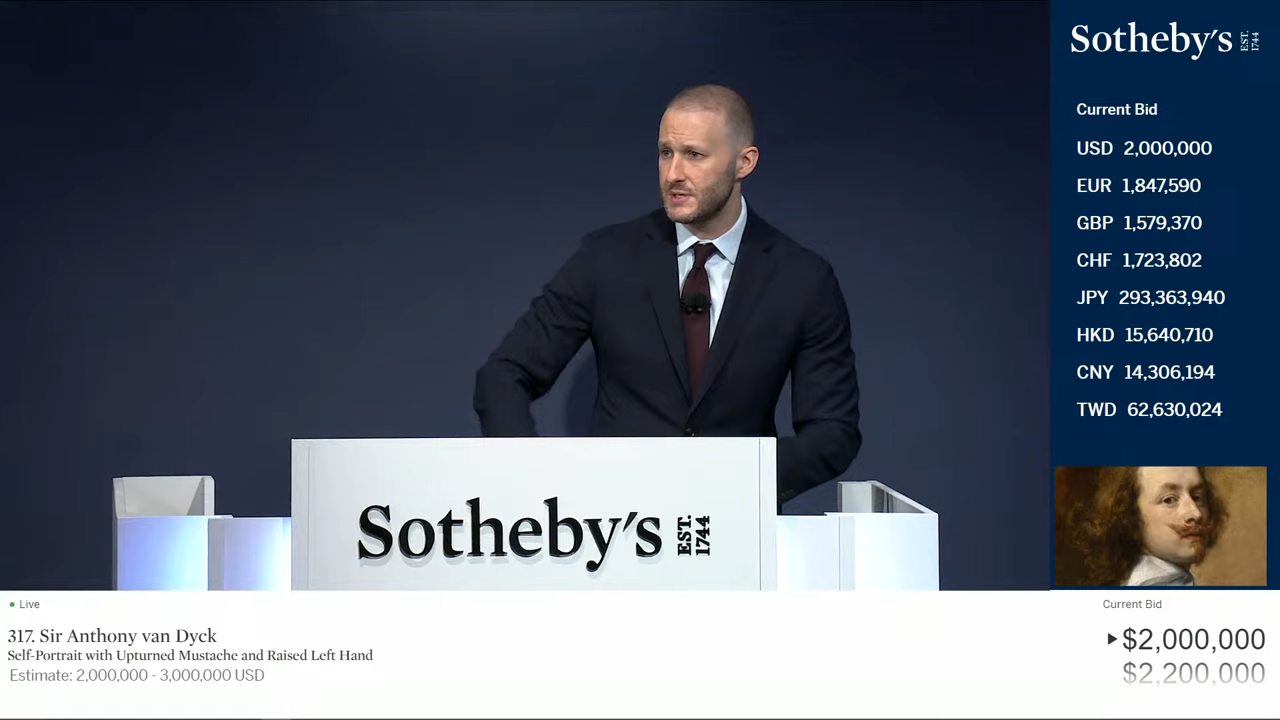 Sotheby's EST. 1744
Current Bid
USD 2,000,000
EUR 1,847,590
GBP 1,579,370
CHF 1,723,802
JPY 293,363,940
HKD 15,640,710
CNY 14,306,194
TWD 62,630,024
Sotheby's EST. 1744
Live
317. Sir Anthony van Dyck
Self-Portrait with Upturned Mustache and Raised Left Hand
Estimate: 2,000,000 - 3,000,000 USD
Current Bid
$2,000,000
$2,200,000